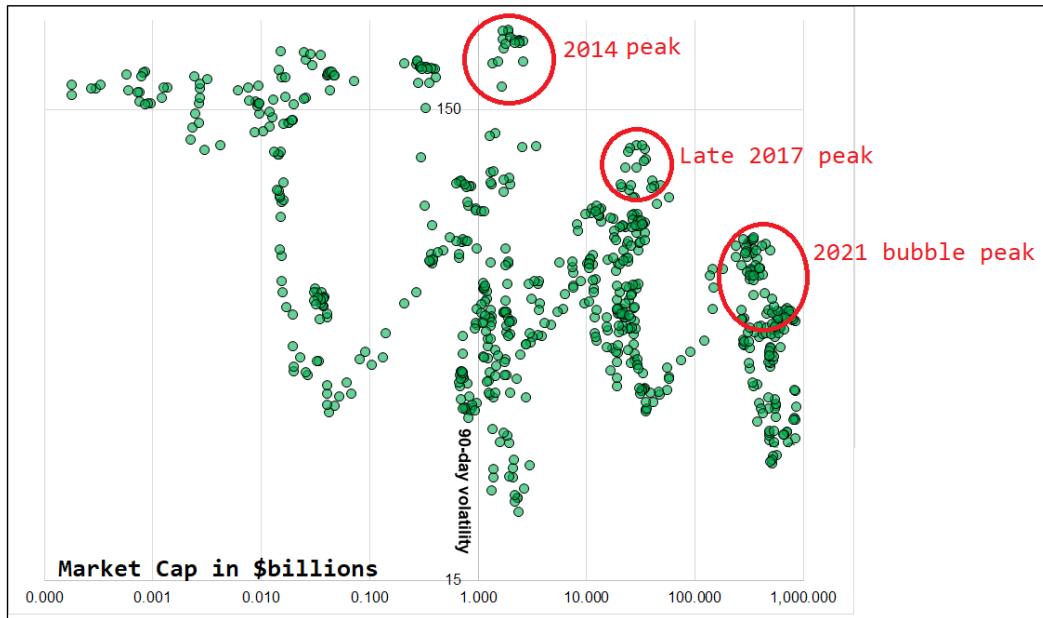 2014 peak
150
Late 2017 peak
2021 bubble peak
90-day volatility
Market Cap in $billions
15
0.000 0.001 0.010 0.100 1.000 10.000 100.000 1,000.000